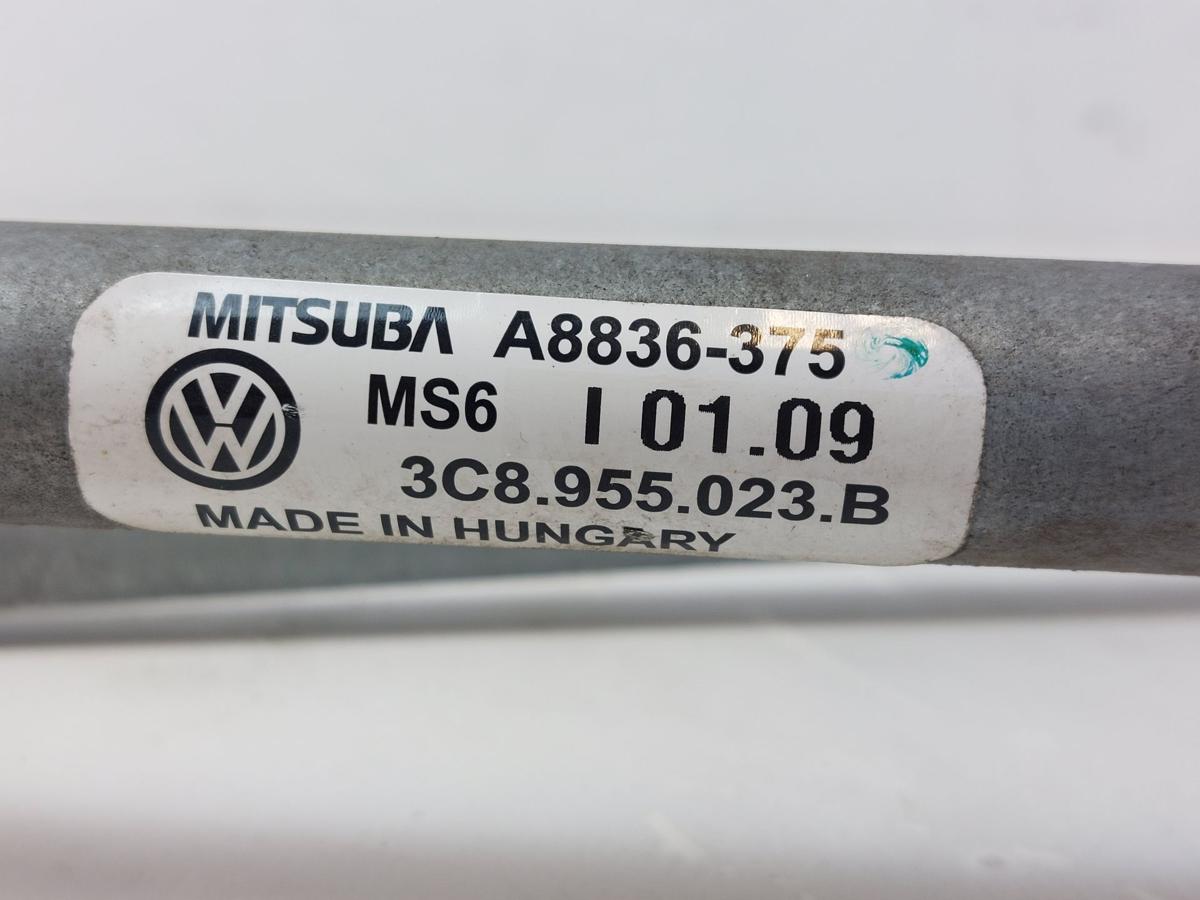 MITSUBA A8836-375
MS6 I 01.09
3C8.955.023.B
MADE IN HUNGARY